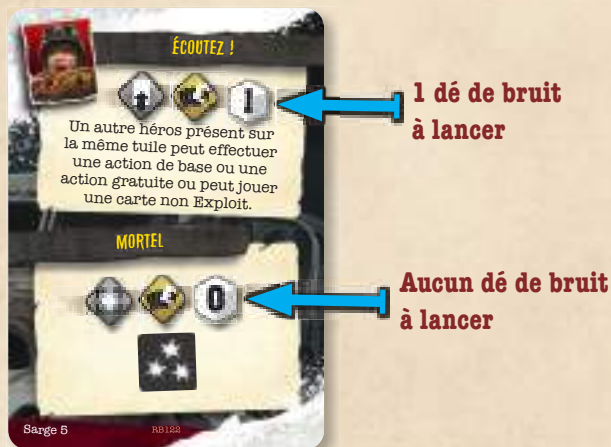 ÉCOUTEZ !
1
Un autre héros présent sur
la même tuile peut effectuer
une action de base ou une
action gratuite ou peut jouer
une carte non Exploit.
1 dé de bruit
à lancer
MORTEL
0
Aucun dé de bruit
à lancer
Sarge 5
RB122